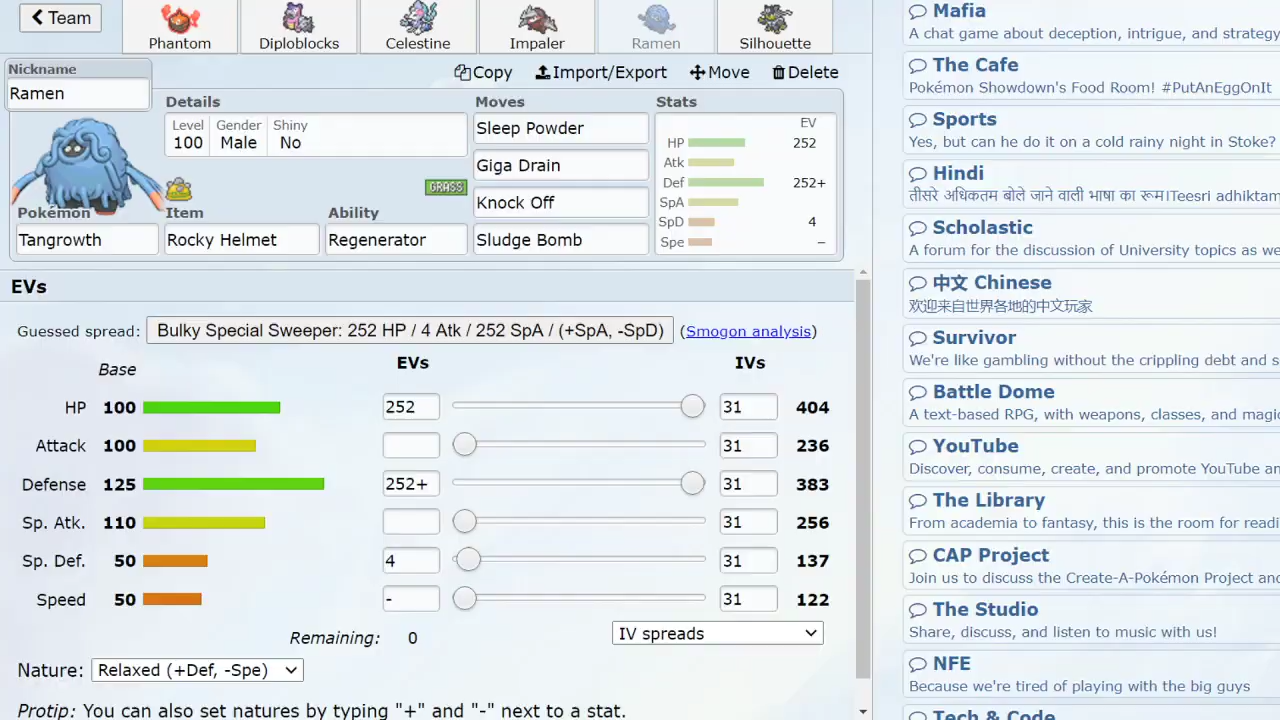 Team
Phantom
Diploblocks
Celestine
Impaler
Ramen
Silhouette
Nickname
Ramen
Copy
Import/Export
Move
Delete
Details
Level
100
Gender
Male
Shiny
No
Moves
Sleep Powder
Giga Drain
Knock Off
Sludge Bomb
Stats
EV
HP 252
Atk
Def 252+
SpA
SpD 4
Spe –
GRASS
Pokémon
Tangrowth
Item
Rocky Helmet
Ability
Regenerator
EVs
Guessed spread: Bulky Special Sweeper: 252 HP / 4 Atk / 252 SpA / (+SpA, -SpD) (Smogon analysis)
Base EVs IVs
HP 100 252 31 404
Attack 100 31 236
Defense 125 252+ 31 383
Sp. Atk. 110 31 256
Sp. Def. 50 4 31 137
Speed 50 - 31 122
Remaining: 0
IV spreads
Nature: Relaxed (+Def, -Spe)
Protip: You can also set natures by typing "+" and "-" next to a stat.
Mafia
A chat game about deception, intrigue, and strategy
The Cafe
Pokémon Showdown's Food Room! #PutAnEggOnIt
Sports
Yes, but can he do it on a cold rainy night in Stoke?
Hindi
तीसरे अधिकतम बोले जाने वाली भाषा का रूम!Teesri adhiktam
Scholastic
A forum for the discussion of University topics as we
中文 Chinese
欢迎来自世界各地的中文玩家
Survivor
We're like gambling without the crippling debt and s
Battle Dome
A text-based RPG, with weapons, classes, and magic
YouTube
Discover, consume, create, and promote YouTube an
The Library
From academia to fantasy, this is the room for readi
CAP Project
Join us to discuss the Create-A-Pokémon Project and
The Studio
Share, discuss, and listen to music with us!
NFE
Because we're tired of playing with the big guys
Tech & Code